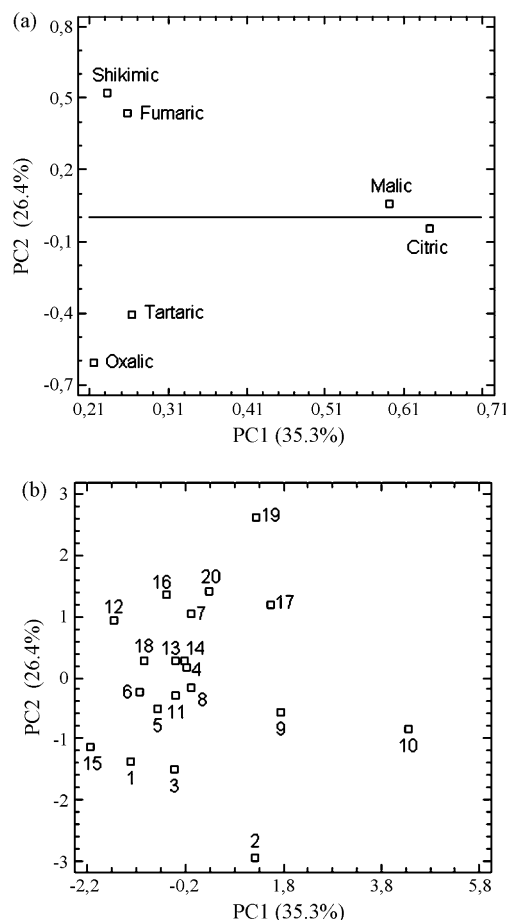 (a)
0,8
Shikimic
0,5
Fumaric
0,2
Malic
-0,1
Citric
Tartaric
-0,4
Oxalic
-0,7
PC2 (26.4%)
0,21 0,31 0,41 0,51 0,61 0,71
PC1 (35.3%)
(b)
3
19
2
16 20
17
12
7
1
18 13 14
4
0
6
8
11
5
9
10
-1
15
1 3
-2
2
-3
PC2 (26.4%)
-2,2 -0,2 1,8 3,8 5,8
PC1 (35.3%)